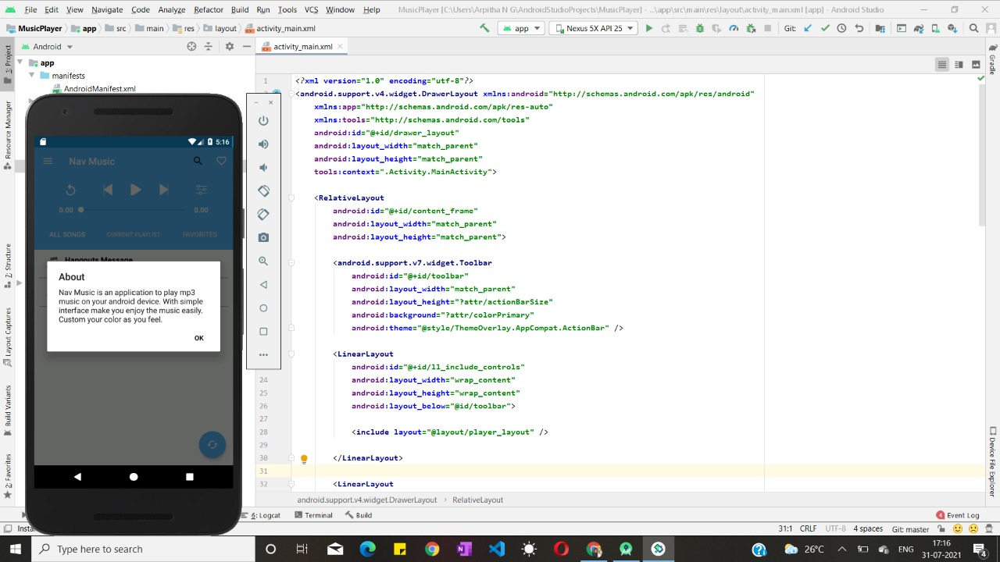 File Edit View Navigate Code Analyze Refactor Build Run Tools VCS Window Help MusicPlayer [C:\Users\Arpitha N G\AndroidStudioProjects\MusicPlayer] - ...\app\src\main\res\layout\activity_main.xml [app] - Android Studio
MusicPlayer app src main res layout activity_main.xml app Nexus 5X API 25 Git:
1: Project
Resource Manager
Z: Structure
Layout Captures
Build Variants
2: Favorites
Android
app
manifests
AndroidManifest.xml
5:16
Nav Music
0.00 0.00
ALL SONGS CURRENT PLAYLIST FAVORITES
Hangouts Message
About
Nav Music is an application to play mp3
music on your android device. With simple
interface make you enjoy the music easily.
Custom your color as you feel.
OK
activity_main.xml
1 <?xml version="1.0" encoding="utf-8"?>
<android.support.v4.widget.DrawerLayout xmlns:android="http://schemas.android.com/apk/res/android"
xmlns:app="http://schemas.android.com/apk/res-auto"
xmlns:tools="http://schemas.android.com/tools"
android:id="@+id/drawer_layout"
android:layout_width="match_parent"
android:layout_height="match_parent"
tools:context=".Activity.MainActivity">
<RelativeLayout
android:id="@+id/content_frame"
android:layout_width="match_parent"
android:layout_height="match_parent">
<android.support.v7.widget.Toolbar
android:id="@+id/toolbar"
android:layout_width="match_parent"
android:layout_height="?attr/actionBarSize"
android:background="?attr/colorPrimary"
android:theme="@style/ThemeOverlay.AppCompat.ActionBar" />
<LinearLayout
android:id="@+id/ll_include_controls"
24 android:layout_width="wrap_content"
25 android:layout_height="wrap_content"
26 android:layout_below="@id/toolbar">
27
28 <include layout="@layout/player_layout" />
29
30 </LinearLayout>
31
32 <LinearLayout
android.support.v4.widget.DrawerLayout › RelativeLayout
Gradle
Device File Explorer
6: Logcat Terminal Build 4 Event Log
31:1 CRLF UTF-8 4 spaces Git: master
Type here to search
26°C ENG 17:16 31-07-2021 4